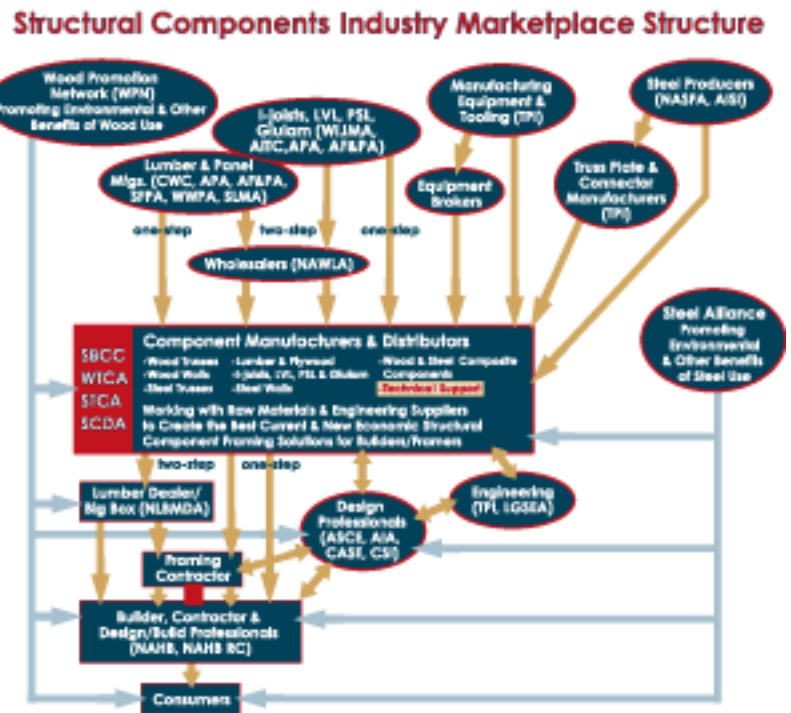 Structural Components Industry Marketplace Structure
Wood Promotion
Network (WPN)
Promoting Environmental & Other
Benefits of Wood Use
I-joists, LVL, PSL,
Glulam (WIJMA,
AITC, APA, AF&PA)
Manufacturing
Equipment &
Tooling (TPI)
Steel Producers
(NASFA, AISI)
Lumber & Panel
Mfgs. (CWC, APA, AF&PA,
SFPA, WWPA, SLMA)
Equipment
Brokers
Truss Plate &
Connector
Manufacturers
(TPI)
one-step
two-step
one-step
Wholesalers (NAWLA)
SBCC
WTCA
STCA
SCDA
Component Manufacturers & Distributors
-Wood Trusses
-Wood Walls
-Steel Trusses
-Lumber & Plywood
-I-joists, LVL, PSL & Glulam
-Steel Walls
-Wood & Steel Composite
Components
-Technical Support
Working with Raw Materials & Engineering Suppliers
to Create the Best Current & New Economic Structural
Component Framing Solutions for Builders/Framers
Steel Alliance
Promoting
Environmental
& Other Benefits
of Steel Use
two-step
one-step
Lumber Dealer/
Big Box (NLBMDA)
Design
Professionals
(ASCE, AIA,
CASE, CSI)
Engineering
(TPI, LGSEA)
Framing
Contractor
Builder, Contractor &
Design/Build Professionals
(NAHB, NAHB RC)
Consumers